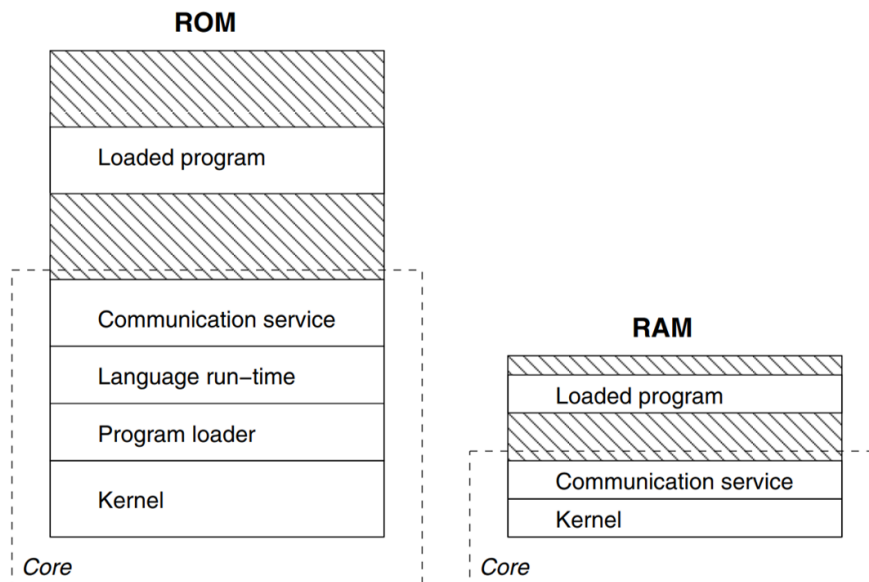 ROM
Loaded program
Communication service
Language run−time
Program loader
Kernel
Core
RAM
Loaded program
Communication service
Kernel
Core